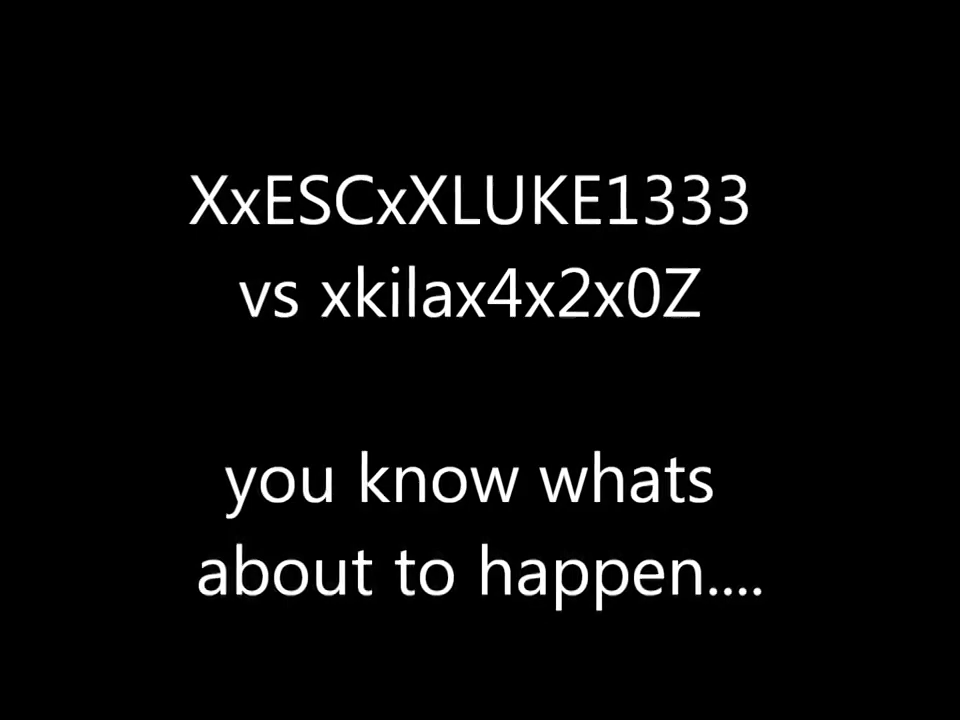 XxESCxXLUKE1333
vs xkilax4x2x0Z
you know whats
about to happen....